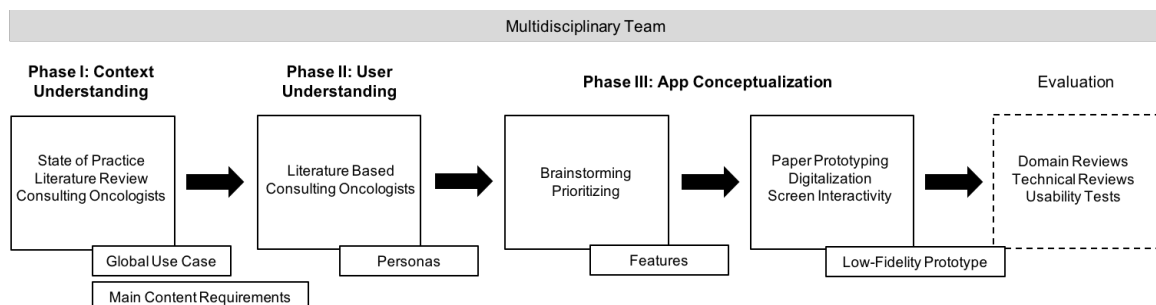 Multidisciplinary Team
Phase I: Context
Understanding
State of Practice
Literature Review
Consulting Oncologists
Global Use Case
Main Content Requirements
Phase II: User
Understanding
Literature Based
Consulting Oncologists
Personas
Phase III: App Conceptualization
Brainstorming
Prioritizing
Features
Paper Prototyping
Digitalization
Screen Interactivity
Low-Fidelity Prototype
Evaluation
Domain Reviews
Technical Reviews
Usability Tests